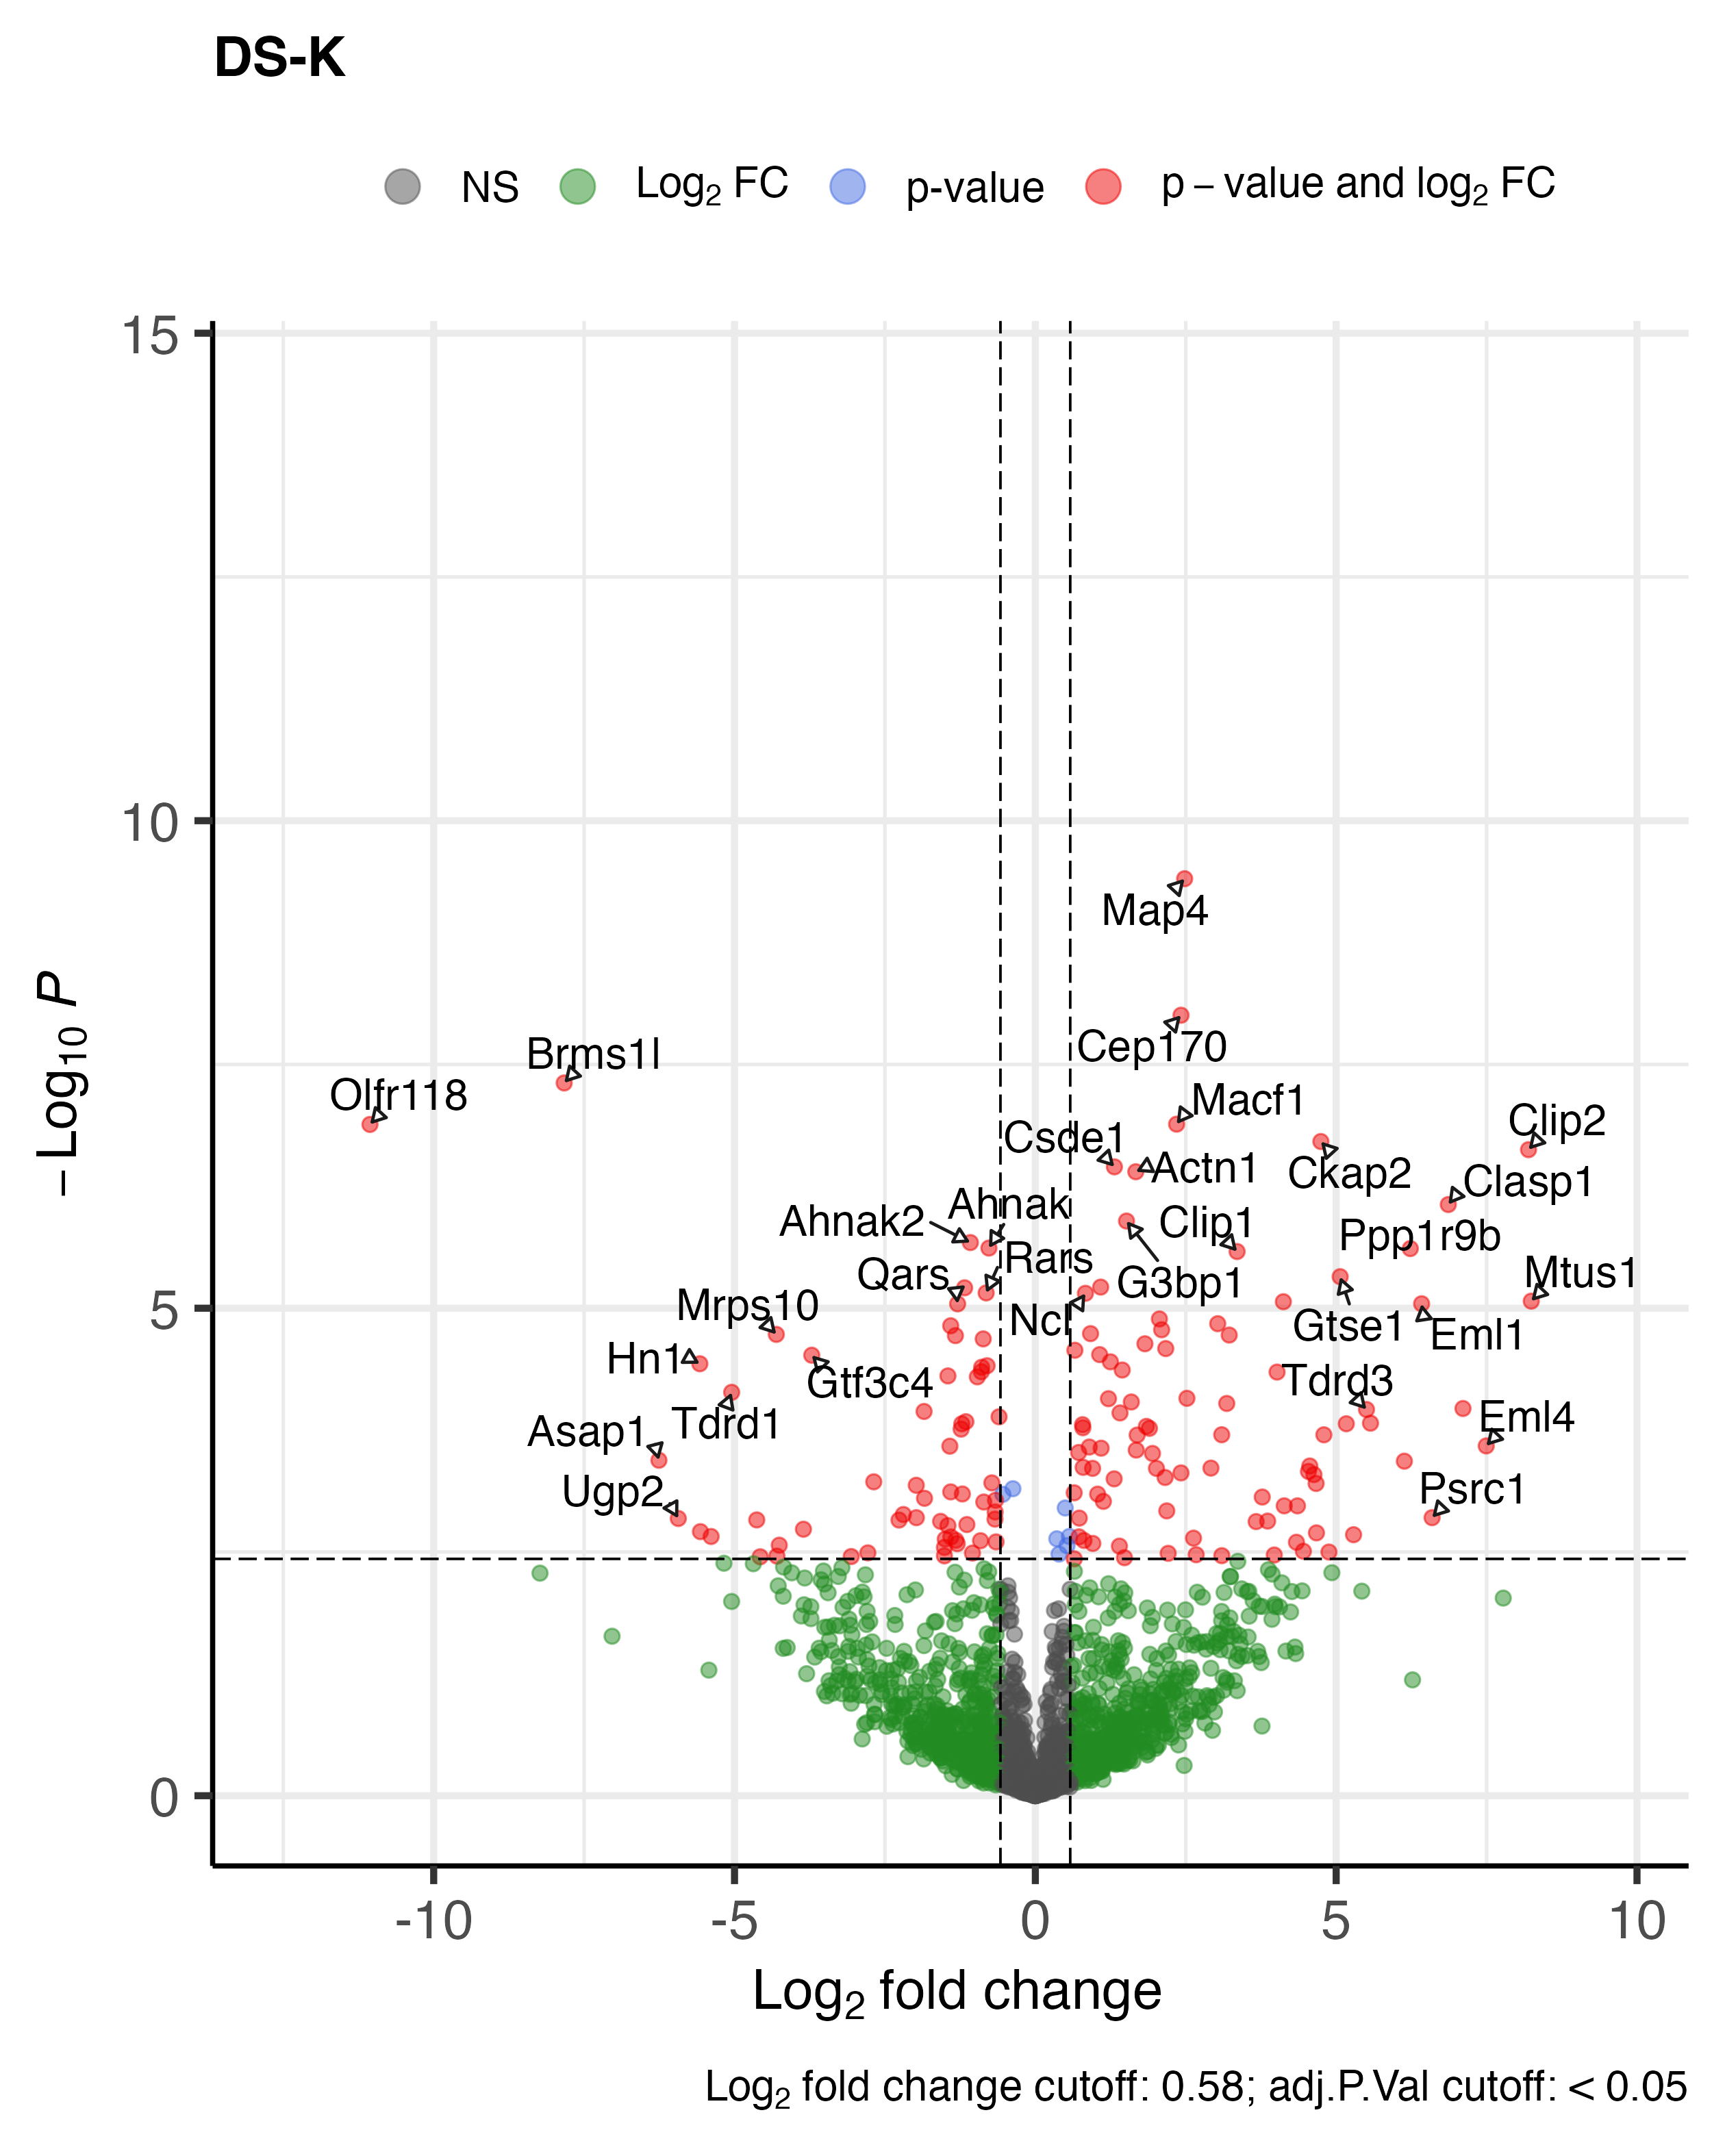 DS-K
NS Log2 FC p-value p – value and log2 FC
15
10
5
0
−Log10 P
Map4
Cep170
Brms1l
Olfr118
Macf1
Csde1
Actn1
Clip2
Ckap2
Clasp1
Ahnak
Ahnak2
Clip1
Ppp1r9b
Rars
Qars
G3bp1
Mtus1
Mrps10
Ncl
Gtse1
Eml1
Hn1
Gtf3c4
Tdrd3
Tdrd1
Asap1
Eml4
Ugp2
Psrc1
-10 -5 0 5 10
Log2 fold change
Log2 fold change cutoff: 0.58; adj.P.Val cutoff: < 0.05